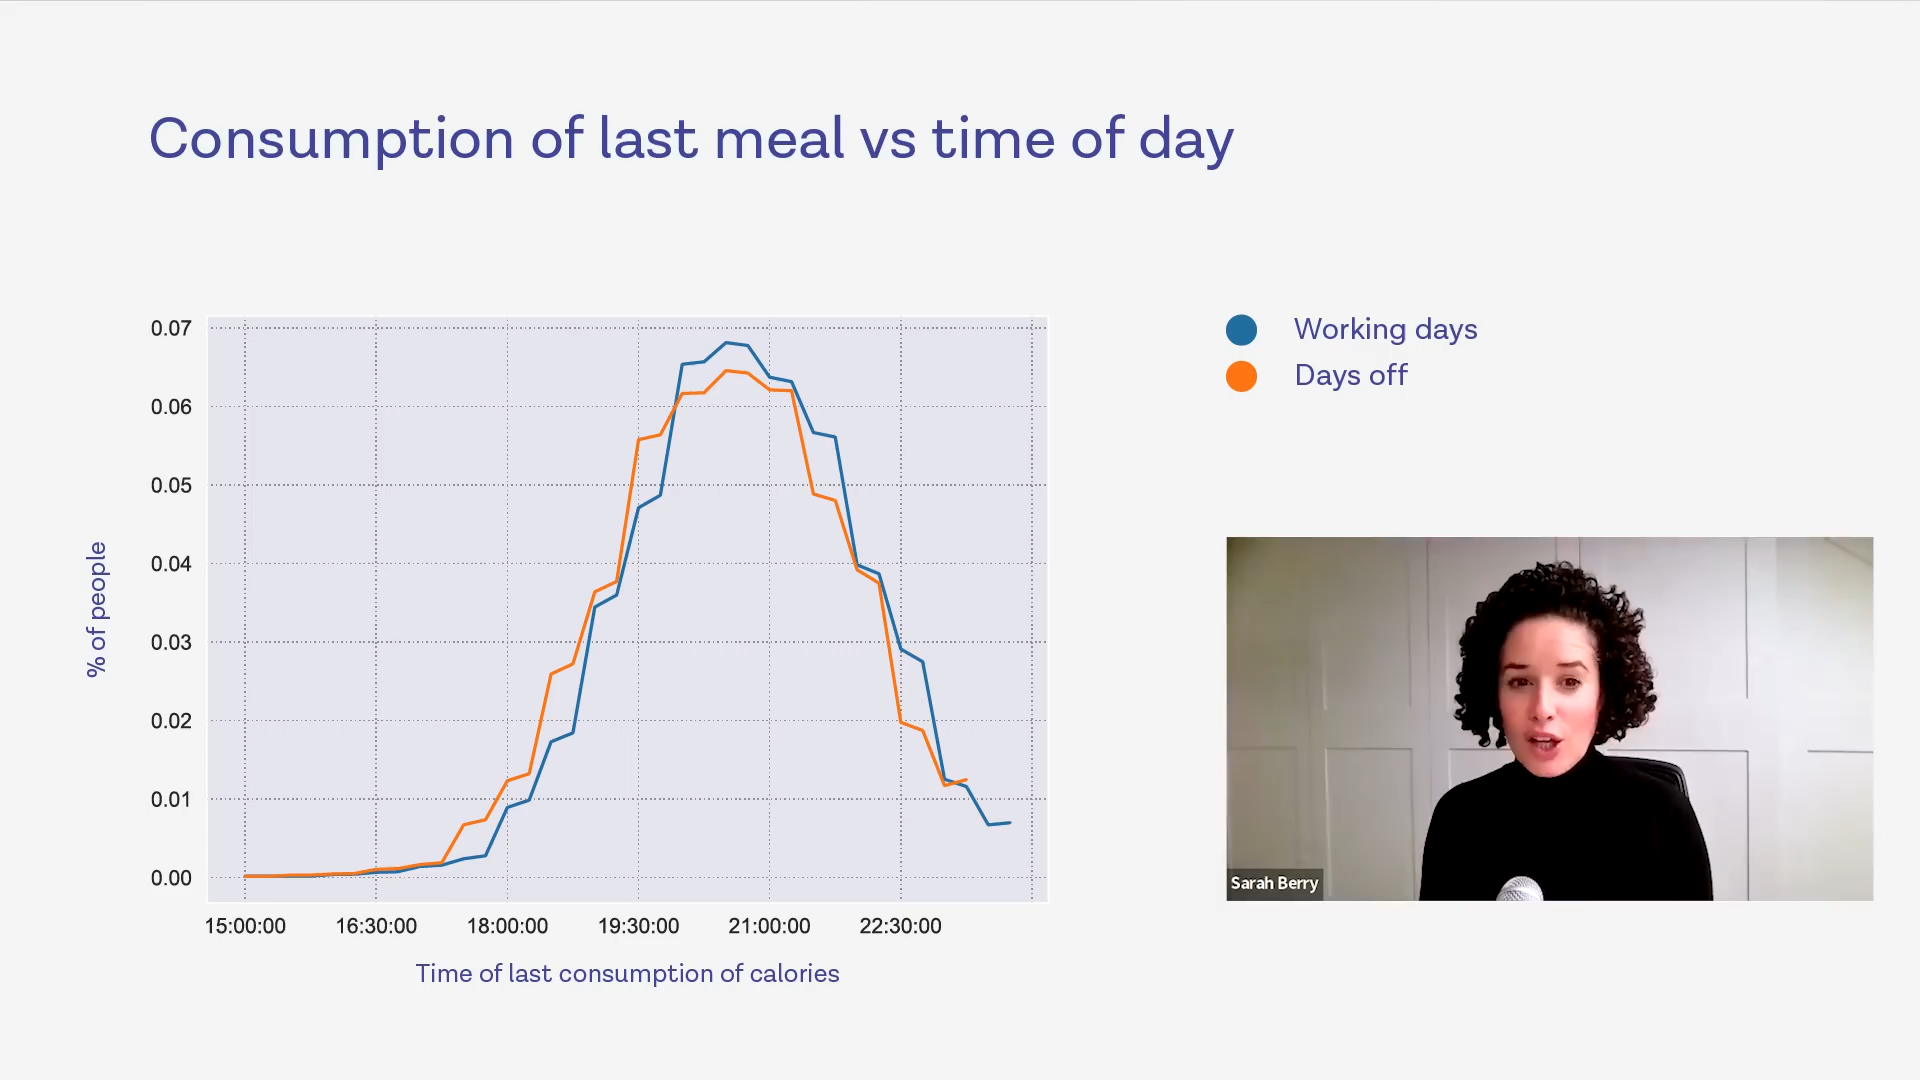 Consumption of last meal vs time of day
Working days
Days off
0.07
0.06
0.05
0.04
0.03
0.02
0.01
0.00
% of people
15:00:00 16:30:00 18:00:00 19:30:00 21:00:00 22:30:00
Time of last consumption of calories
Sarah Berry